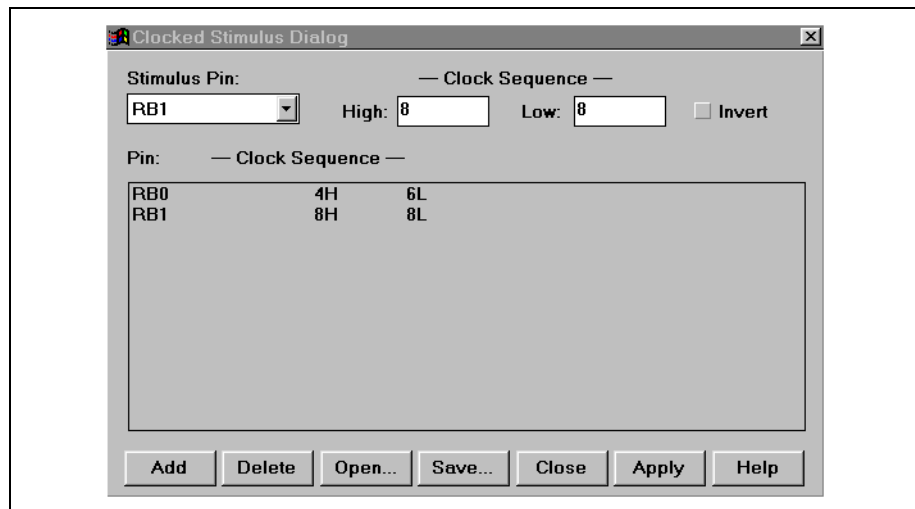 Clocked Stimulus Dialog
Stimulus Pin: — Clock Sequence —
RB1 High: 8 Low: 8 Invert
Pin: — Clock Sequence —
RB0 4H 6L
RB1 8H 8L
Add Delete Open... Save... Close Apply Help